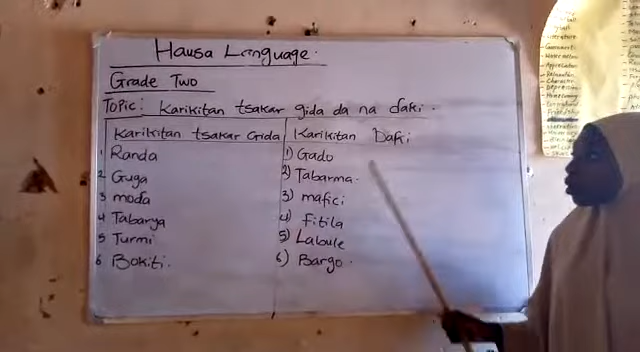 Hausa Language.
Grade Two
Topic: Karikitan tsakar gida da na daki.
Karikitan tsakar Gida
1 Randa
2 Guga
3 moda
4 Tabarya
5 Turmi
6 Bokiti.
Karikitan Daki
1) Gado
2) Tabarma.
3) mafici
4) Fitila
5) Labule
6) Bargo.